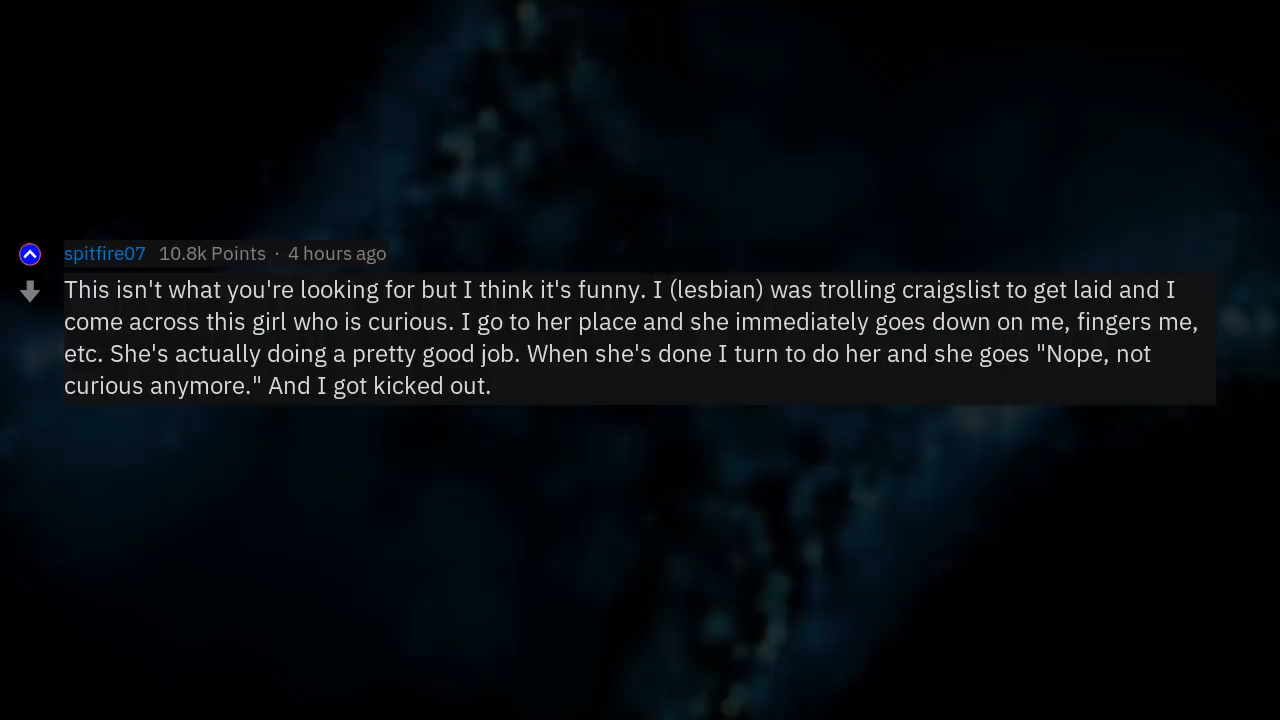 spitfire07 10.8k Points · 4 hours ago
This isn't what you're looking for but I think it's funny. I (lesbian) was trolling craigslist to get laid and I
come across this girl who is curious. I go to her place and she immediately goes down on me, fingers me,
etc. She's actually doing a pretty good job. When she's done I turn to do her and she goes "Nope, not
curious anymore." And I got kicked out.